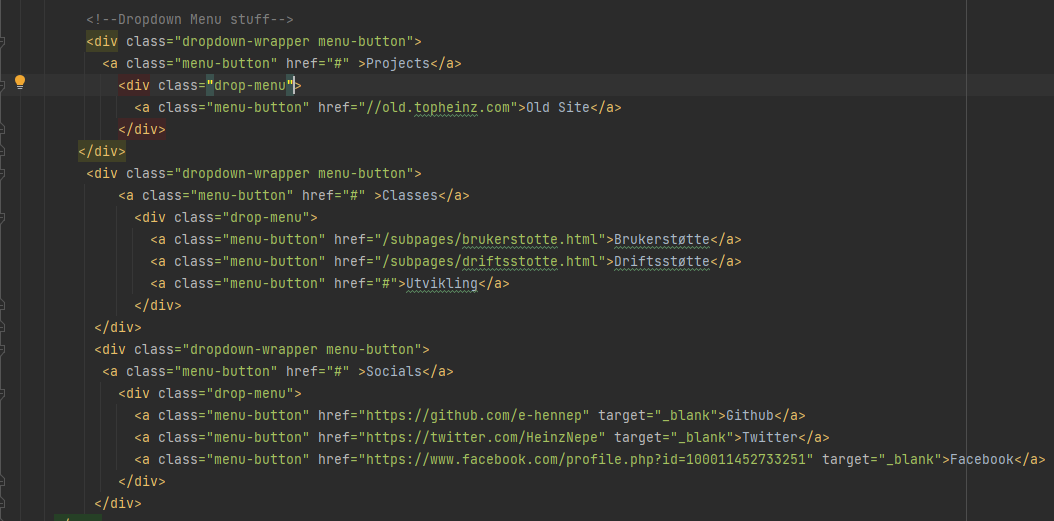 <!--Dropdown Menu stuff-->
<div class="dropdown-wrapper menu-button">
<a class="menu-button" href="#" >Projects</a>
<div class="drop-menu">
<a class="menu-button" href="//old.topheinz.com">Old Site</a>
</div>
</div>
<div class="dropdown-wrapper menu-button">
<a class="menu-button" href="#" >Classes</a>
<div class="drop-menu">
<a class="menu-button" href="/subpages/brukerstotte.html">Brukerstøtte</a>
<a class="menu-button" href="/subpages/driftsstotte.html">Driftsstøtte</a>
<a class="menu-button" href="#">Utvikling</a>
</div>
</div>
<div class="dropdown-wrapper menu-button">
<a class="menu-button" href="#" >Socials</a>
<div class="drop-menu">
<a class="menu-button" href="https://github.com/e-hennep" target="_blank">Github</a>
<a class="menu-button" href="https://twitter.com/HeinzNepe" target="_blank">Twitter</a>
<a class="menu-button" href="https://www.facebook.com/profile.php?id=100011452733251" target="_blank">Facebook</a>
</div>
</div>